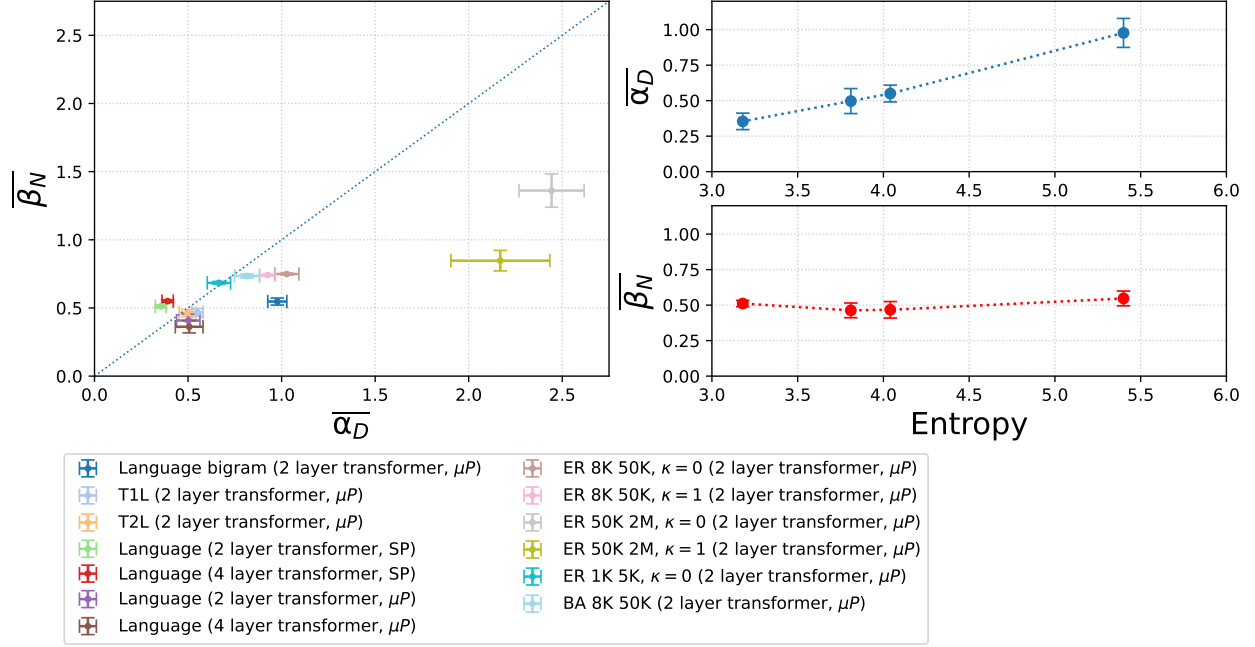 2.5
2.0
1.5
1.0
0.5
0.0
β̅_N̅
0.0 0.5 1.0 1.5 2.0 2.5
α̅_D̅
1.00
0.75
0.50
0.25
0.00
α̅_D̅
3.0 3.5 4.0 4.5 5.0 5.5 6.0
1.00
0.75
0.50
0.25
0.00
β̅_N̅
3.0 3.5 4.0 4.5 5.0 5.5 6.0
Entropy
Language bigram (2 layer transformer, μP)
T1L (2 layer transformer, μP)
T2L (2 layer transformer, μP)
Language (2 layer transformer, SP)
Language (4 layer transformer, SP)
Language (2 layer transformer, μP)
Language (4 layer transformer, μP)
ER 8K 50K, κ = 0 (2 layer transformer, μP)
ER 8K 50K, κ = 1 (2 layer transformer, μP)
ER 50K 2M, κ = 0 (2 layer transformer, μP)
ER 50K 2M, κ = 1 (2 layer transformer, μP)
ER 1K 5K, κ = 0 (2 layer transformer, μP)
BA 8K 50K (2 layer transformer, μP)